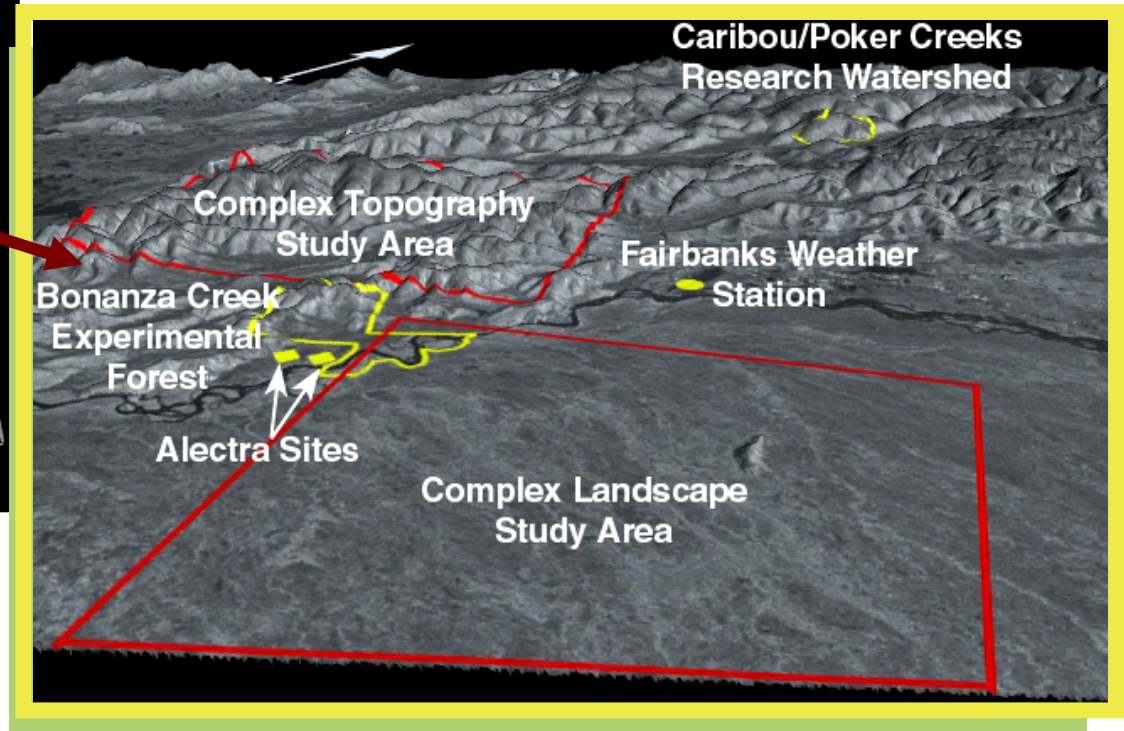 Caribou/Poker Creeks
Research Watershed
Complex Topography
Study Area
Fairbanks Weather
Station
Bonanza Creek
Experimental
Forest
Alectra Sites
Complex Landscape
Study Area